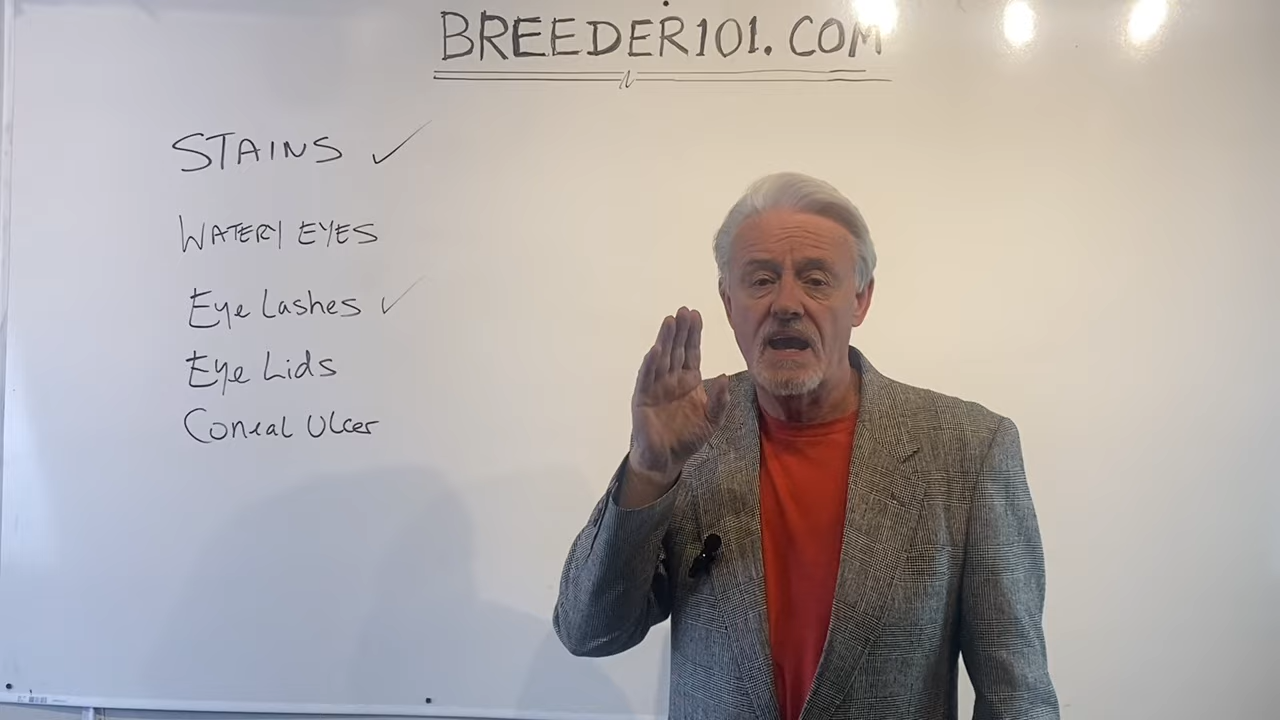 BREEDER101.COM
STAINS ✓
WATERY EYES
Eye Lashes ✓
Eye Lids
Coneal Ulcer